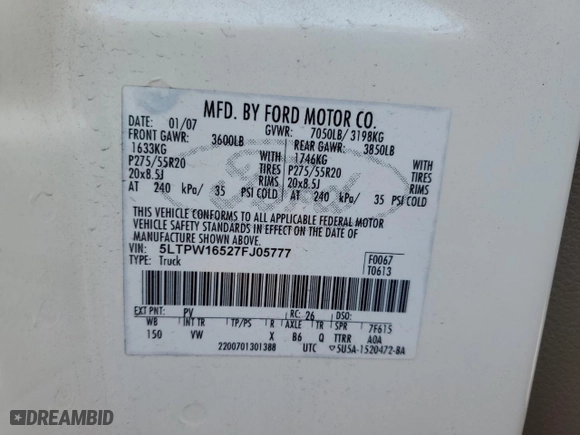 MFD. BY FORD MOTOR CO.
DATE: 01/07 GVWR: 7050LB/ 3198KG
FRONT GAWR: 3600LB REAR GAWR: 3850LB
1633KG WITH 1746KG WITH
P275/55R20 TIRES P275/55R20 TIRES
20x8.5J RIMS 20x8.5J RIMS
AT 240 kPa/ 35 PSI COLD AT 240 kPa/ 35 PSI COLD
THIS VEHICLE CONFORMS TO ALL APPLICABLE FEDERAL MOTOR
VEHICLE SAFETY STANDARDS IN EFFECT ON THE DATE OF
MANUFACTURE SHOWN ABOVE.
VIN: 5LTPW16527FJ05777 F0067
TYPE: Truck T0613
EXT PNT: PV RC: 26 DSO:
WB INT TR TP/PS R AXLE TR SPR 7F615
150 VW X B6 Q TTRR A0A
2200701301388 UTC 5U5A-1520472-BA
Ford
DREAMBID